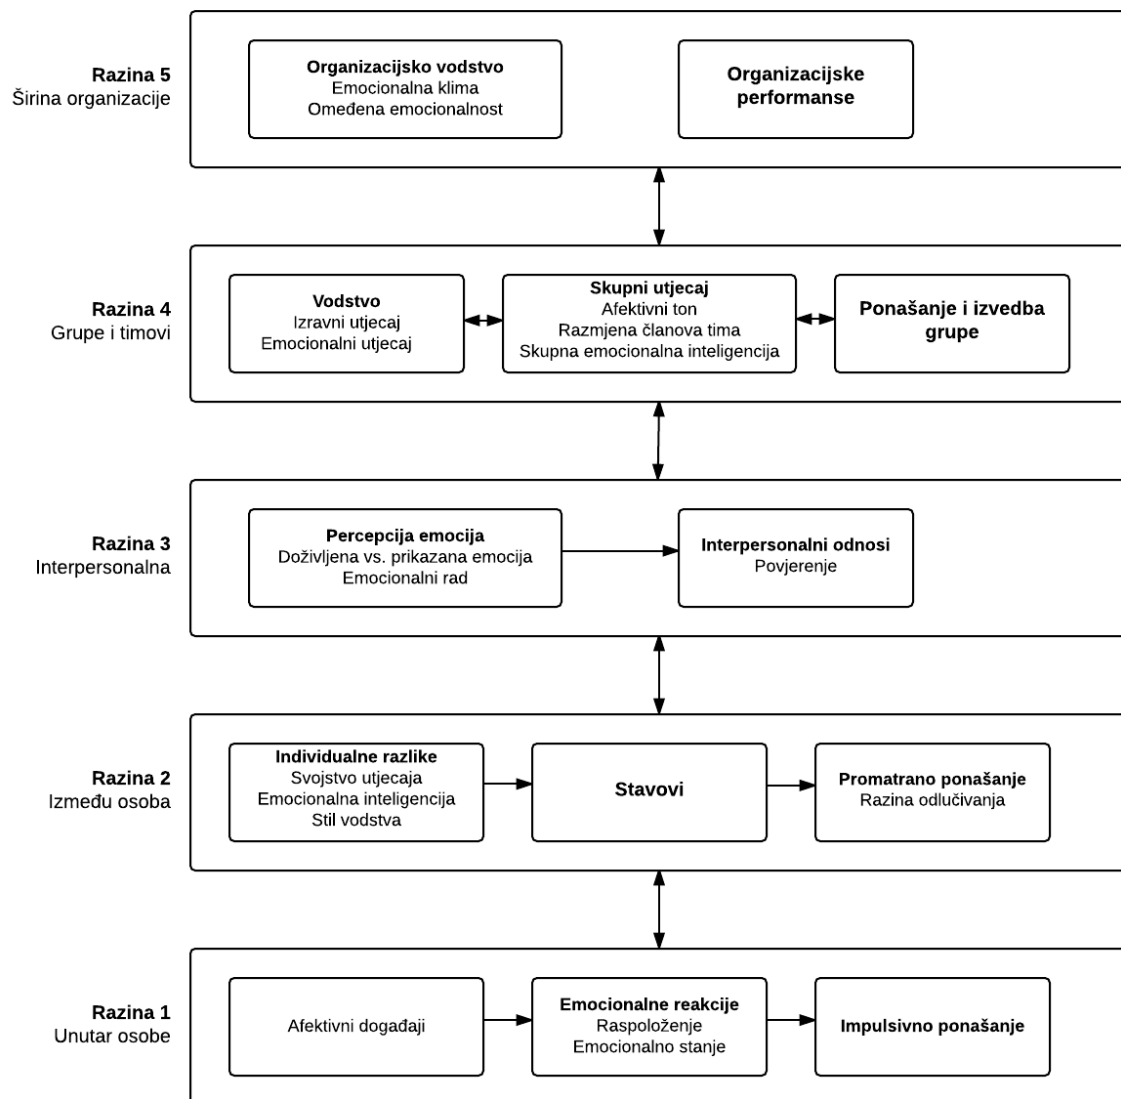 Razina 5
Širina organizacije
Organizacijsko vodstvo
Emocionalna klima
Omeđena emocionalnost
Organizacijske
performanse
Razina 4
Grupe i timovi
Vodstvo
Izravni utjecaj
Emocionalni utjecaj
Skupni utjecaj
Afektivni ton
Razmjena članova tima
Skupna emocionalna inteligencija
Ponašanje i izvedba
grupe
Razina 3
Interpersonalna
Percepcija emocija
Doživljena vs. prikazana emocija
Emocionalni rad
Interpersonalni odnosi
Povjerenje
Razina 2
Između osoba
Individualne razlike
Svojstvo utjecaja
Emocionalna inteligencija
Stil vodstva
Stavovi
Promatrano ponašanje
Razina odlučivanja
Razina 1
Unutar osobe
Afektivni događaji
Emocionalne reakcije
Raspoloženje
Emocionalno stanje
Impulsivno ponašanje